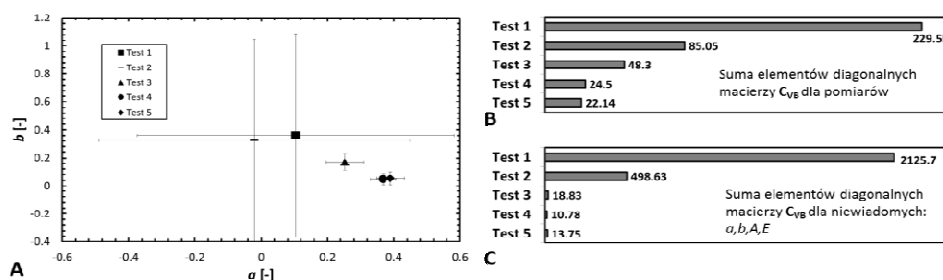 1.2
1
0.8
0.6
0.4
0.2
0
-0.2
-0.4
b [-]
Test 1
Test 2
Test 3
Test 4
Test 5
-0.6 -0.4 -0.2 0 0.2 0.4 0.6
a [-]
A
Test 1
Test 2 85.05
Test 3 48.3
Test 4 24.5
Test 5 22.14
Suma elementów diagonalnych
macierzy CVB dla pomiarów
B
Test 1 2125.7
Test 2 498.63
Test 3 18.83
Test 4 10.78
Test 5 13.75
Suma elementów diagonalnych
macierzy CVB dla niewiadomych:
a,b,A,E
C